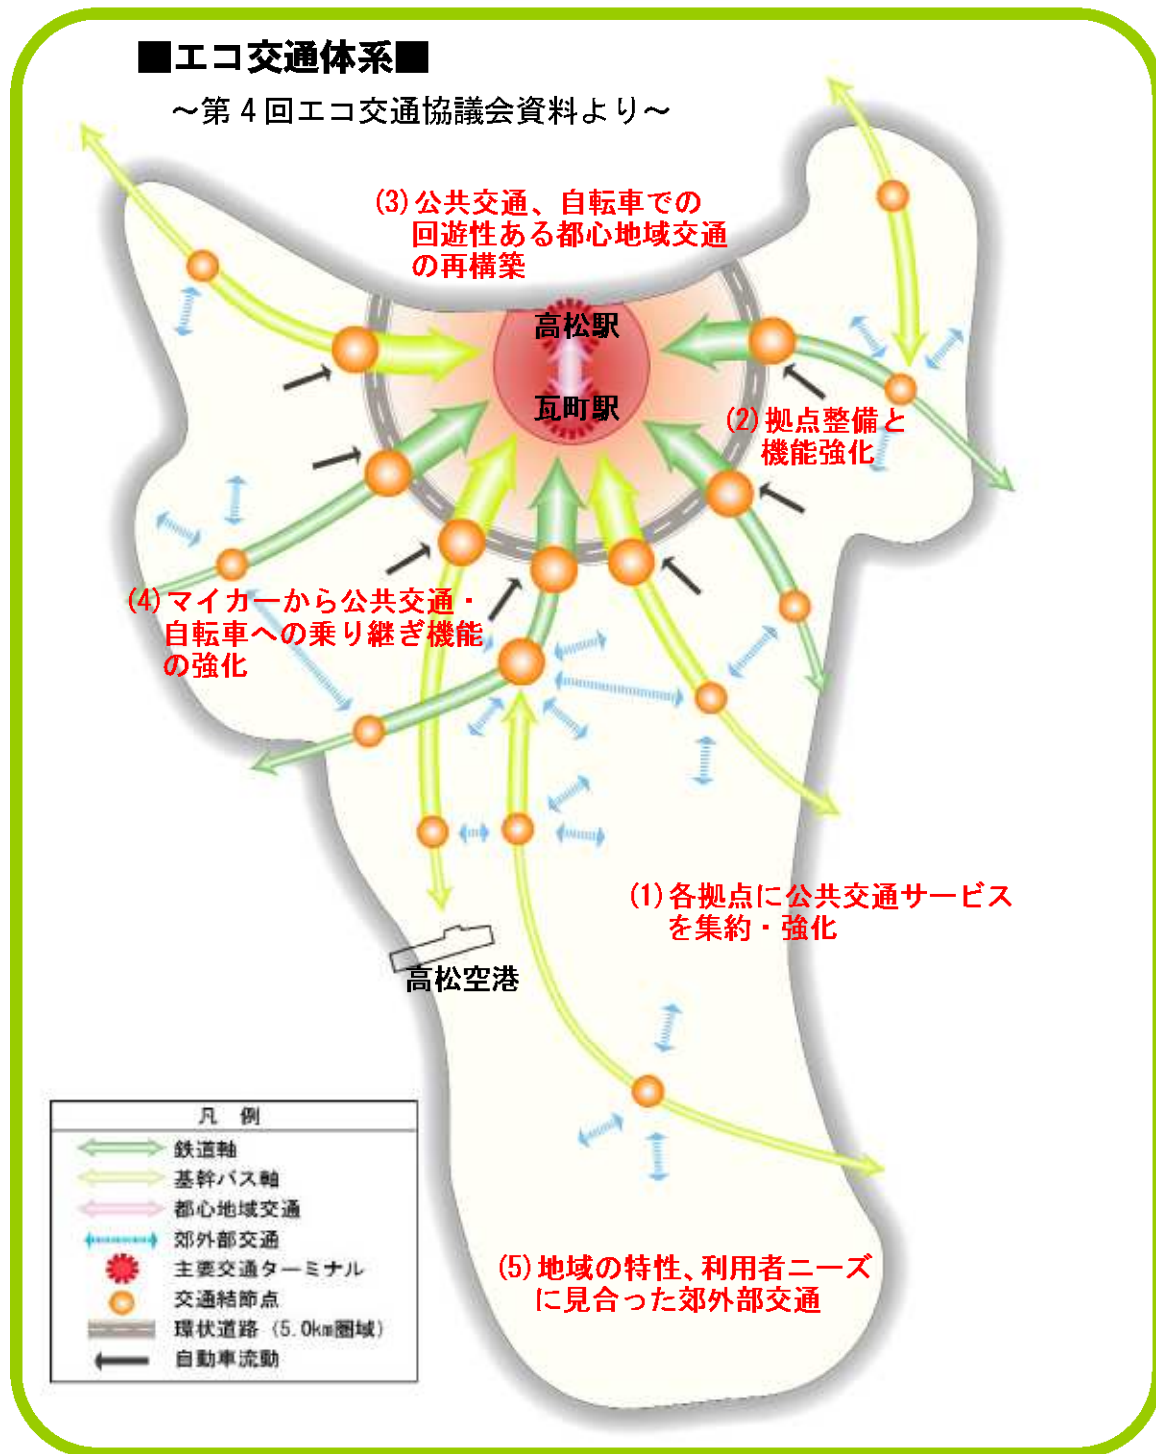 ■エコ交通体系■
～第4回エコ交通協議会資料より～
(3)公共交通、自転車での
回遊性ある都心地域交通
の再構築
高松駅
瓦町駅
(2)拠点整備と
機能強化
(4)マイカーから公共交通・
自転車への乗り継ぎ機能
の強化
(1)各拠点に公共交通サービス
を集約・強化
高松空港
(5)地域の特性、利用者ニーズ
に見合った郊外部交通
凡 例
鉄道軸
基幹バス軸
都心地域交通
郊外部交通
主要交通ターミナル
交通結節点
環状道路（5.0km圏域）
自動車流動